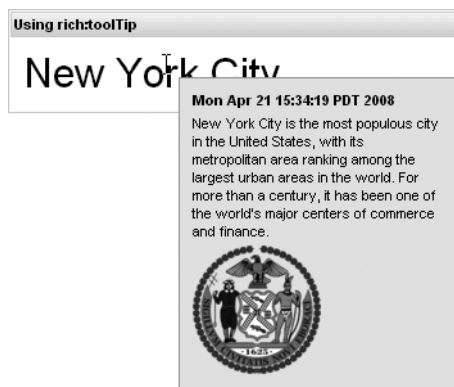 Using rich:toolTip
New York City
Mon Apr 21 15:34:19 PDT 2008
New York City is the most populous city
in the United States, with its
metropolitan area ranking among the
largest urban areas in the world. For
more than a century, it has been one of
the world's major centers of commerce
and finance.
1625